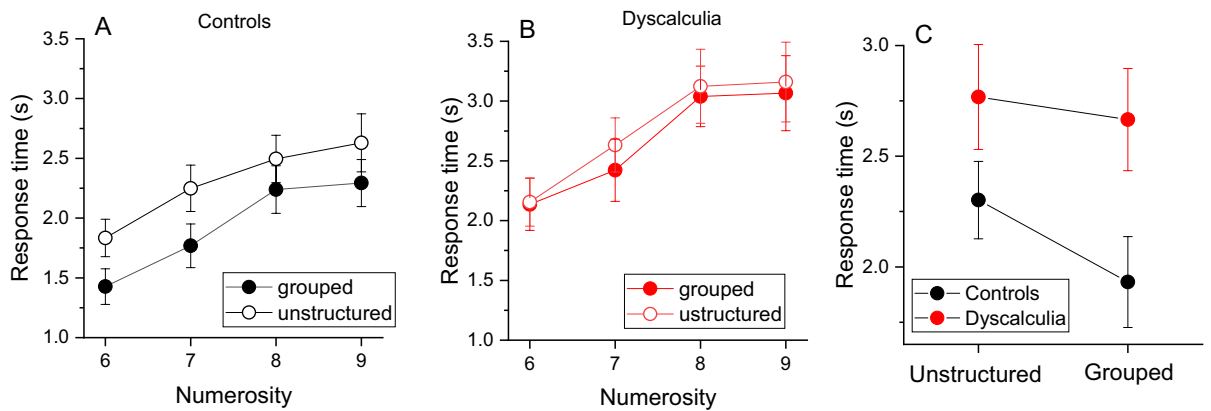 A
Controls
3.5
3.0
2.5
2.0
1.5
1.0
Response time (s)
6
7
8
9
Numerosity
grouped
unstructured
B
Dyscalculia
3.5
3.0
2.5
2.0
1.5
1.0
Response time (s)
6
7
8
9
Numerosity
grouped
ustructured
C
3.0
2.5
2.0
Response time (s)
Unstructured
Grouped
Controls
Dyscalculia